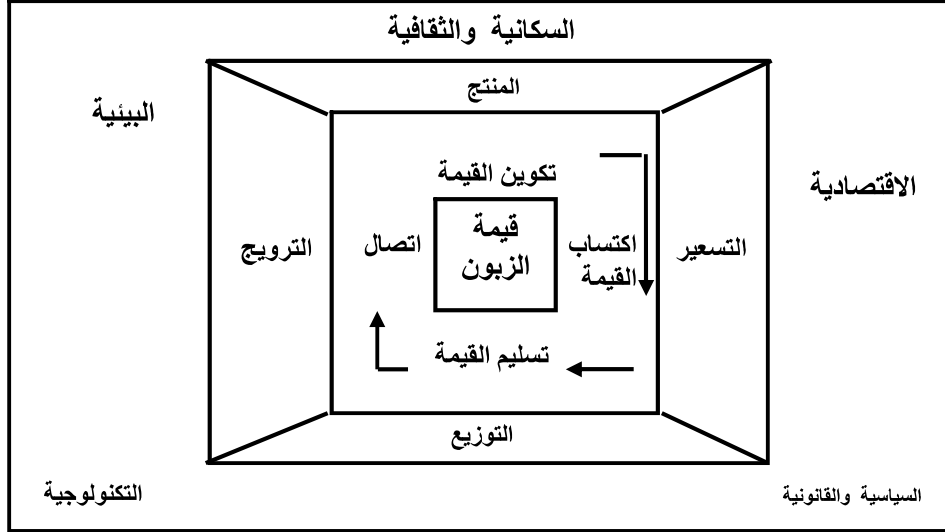 السكانية والثقافية
المنتج
البيئية
تكوين القيمة
الاقتصادية
قيمة
الزبون
اكتساب
القيمة
اتصال
التسعير
الترويج
تسليم القيمة
التوزيع
السياسية والقانونية
التكنولوجية